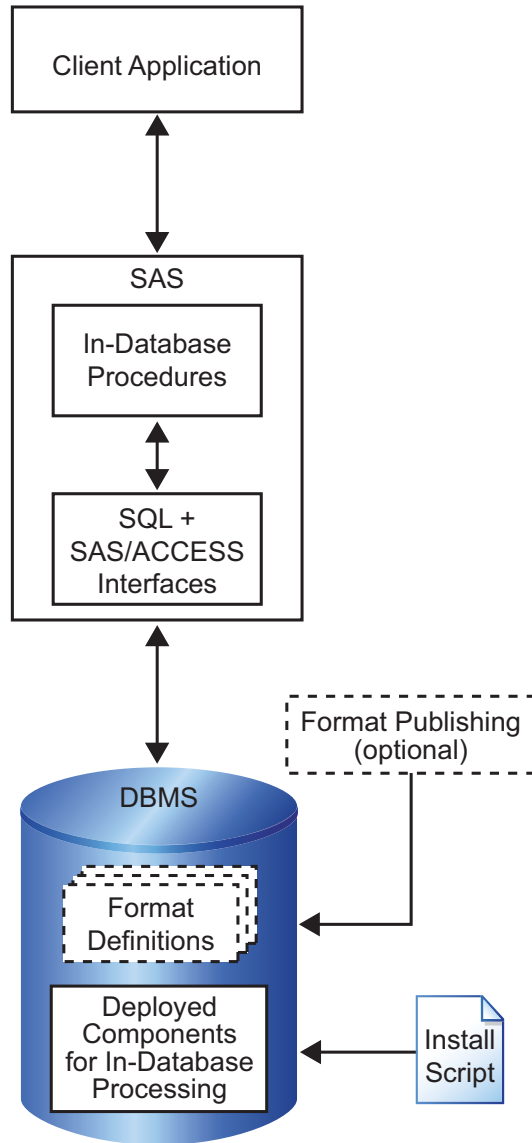 Client Application
SAS
In-Database
Procedures
SQL +
SAS/ACCESS
Interfaces
Format Publishing
(optional)
DBMS
Format
Definitions
Deployed
Components
for In-Database
Processing
Install
Script